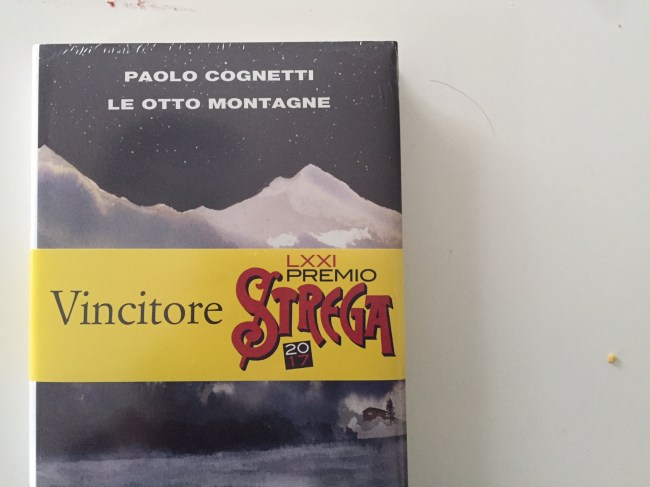 PAOLO COGNETTI
LE OTTO MONTAGNE
LXXI
PREMIO
Vincitore STREGA
20
17